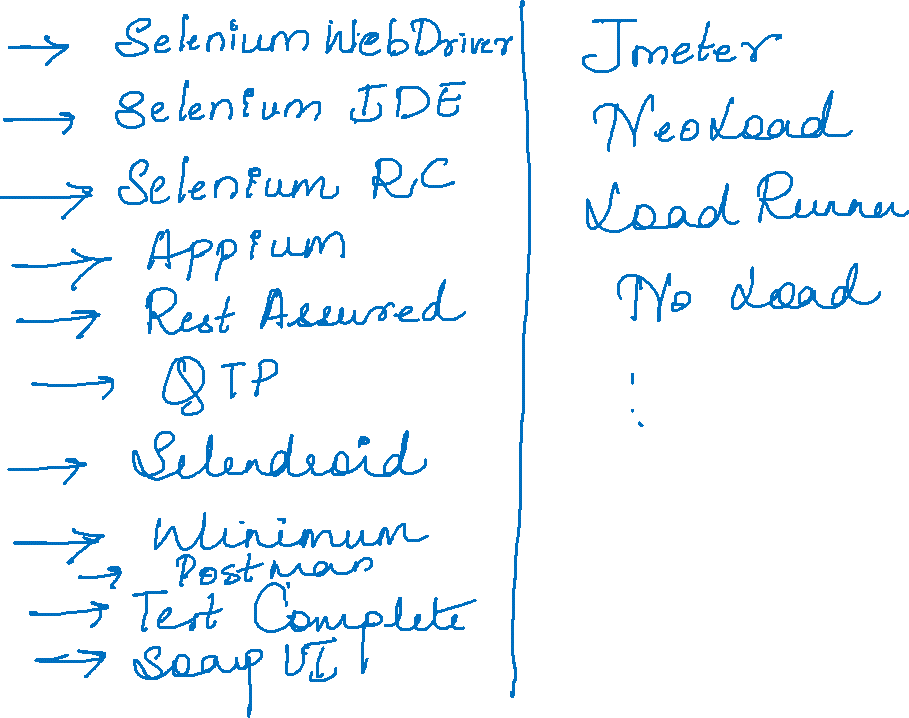 Selenium WebDriver
Selenium IDE
Selenium RC
Appium
Rest Assured
QTP
Selendroid
Winimum
Postman
Test Complete
Soap UI
Jmeter
NeoLoad
Load Runner
No Load